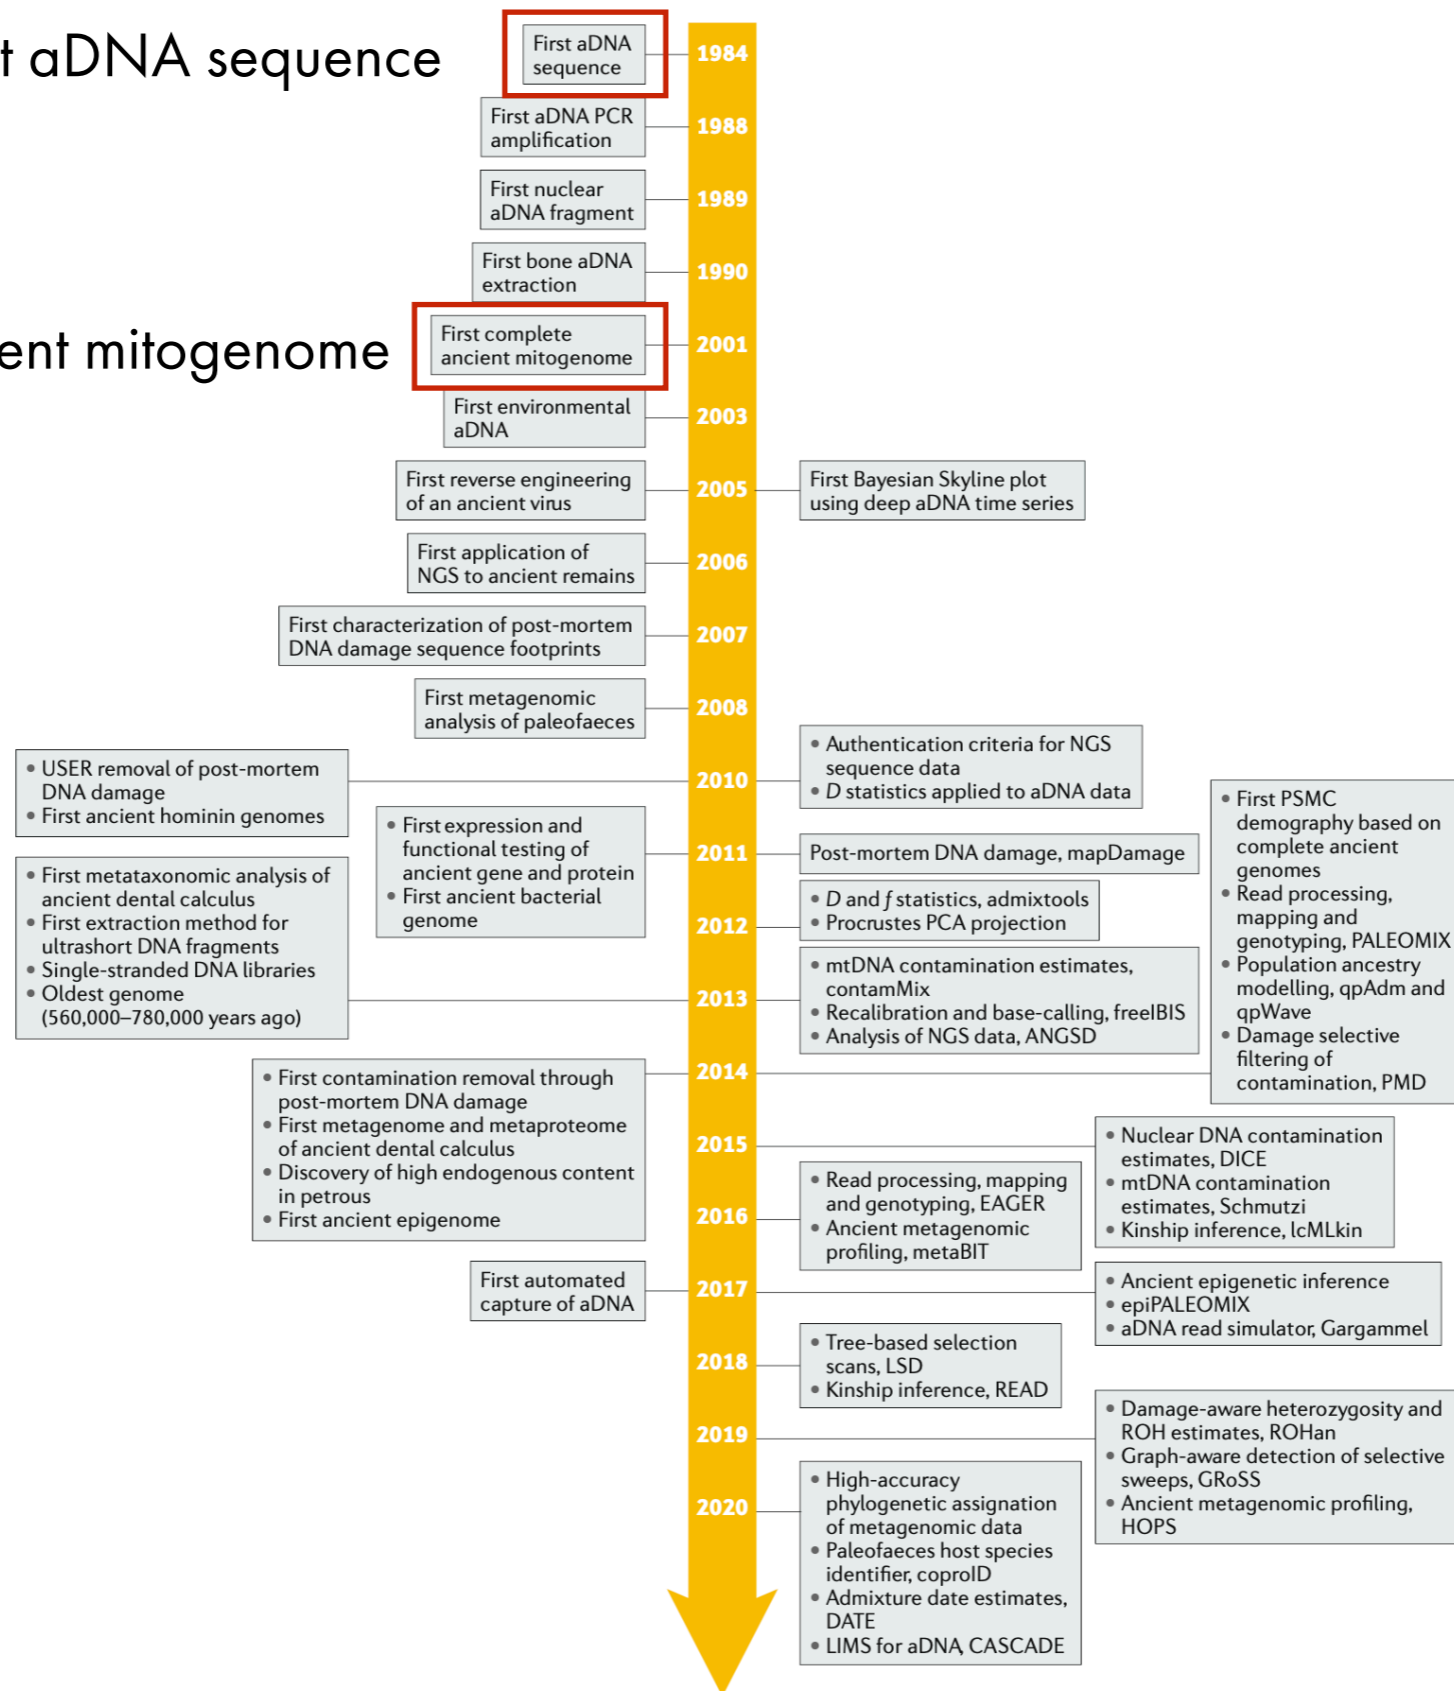 t aDNA sequence
First aDNA
sequence
1984
First aDNA PCR
amplification
1988
First nuclear
aDNA fragment
1989
First bone aDNA
extraction
1990
ent mitogenome
First complete
ancient mitogenome
2001
First environmental
aDNA
2003
First reverse engineering
of an ancient virus
2005
First Bayesian Skyline plot
using deep aDNA time series
First application of
NGS to ancient remains
2006
First characterization of post-mortem
DNA damage sequence footprints
2007
First metagenomic
analysis of paleofaeces
2008
• USER removal of post-mortem
DNA damage
• First ancient hominin genomes
2010
• Authentication criteria for NGS
sequence data
• D statistics applied to aDNA data
• First expression and
functional testing of
ancient gene and protein
• First ancient bacterial
genome
2011
Post-mortem DNA damage, mapDamage
2012
• D and f statistics, admixtools
• Procrustes PCA projection
• First metataxonomic analysis of
ancient dental calculus
• First extraction method for
ultrashort DNA fragments
• Single-stranded DNA libraries
• Oldest genome
(560,000–780,000 years ago)
2013
• mtDNA contamination estimates,
contamMix
• Recalibration and base-calling, freeIBIS
• Analysis of NGS data, ANGSD
• First contamination removal through
post-mortem DNA damage
• First metagenome and metaproteome
of ancient dental calculus
• Discovery of high endogenous content
in petrous
• First ancient epigenome
2014
• First PSMC
demography based on
complete ancient
genomes
• Read processing,
mapping and
genotyping, PALEOMIX
• Population ancestry
modelling, qpAdm and
qpWave
• Damage selective
filtering of
contamination, PMD
2015
• Nuclear DNA contamination
estimates, DICE
• mtDNA contamination
estimates, Schmutzi
• Kinship inference, lcMLkin
2016
• Read processing, mapping
and genotyping, EAGER
• Ancient metagenomic
profiling, metaBIT
First automated
capture of aDNA
2017
• Ancient epigenetic inference
• epiPALEOMIX
• aDNA read simulator, Gargammel
2018
• Tree-based selection
scans, LSD
• Kinship inference, READ
2019
• Damage-aware heterozygosity and
ROH estimates, ROHan
• Graph-aware detection of selective
sweeps, GRoSS
• Ancient metagenomic profiling,
HOPS
2020
• High-accuracy
phylogenetic assignation
of metagenomic data
• Paleofaeces host species
identifier, coproID
• Admixture date estimates,
DATE
• LIMS for aDNA, CASCADE